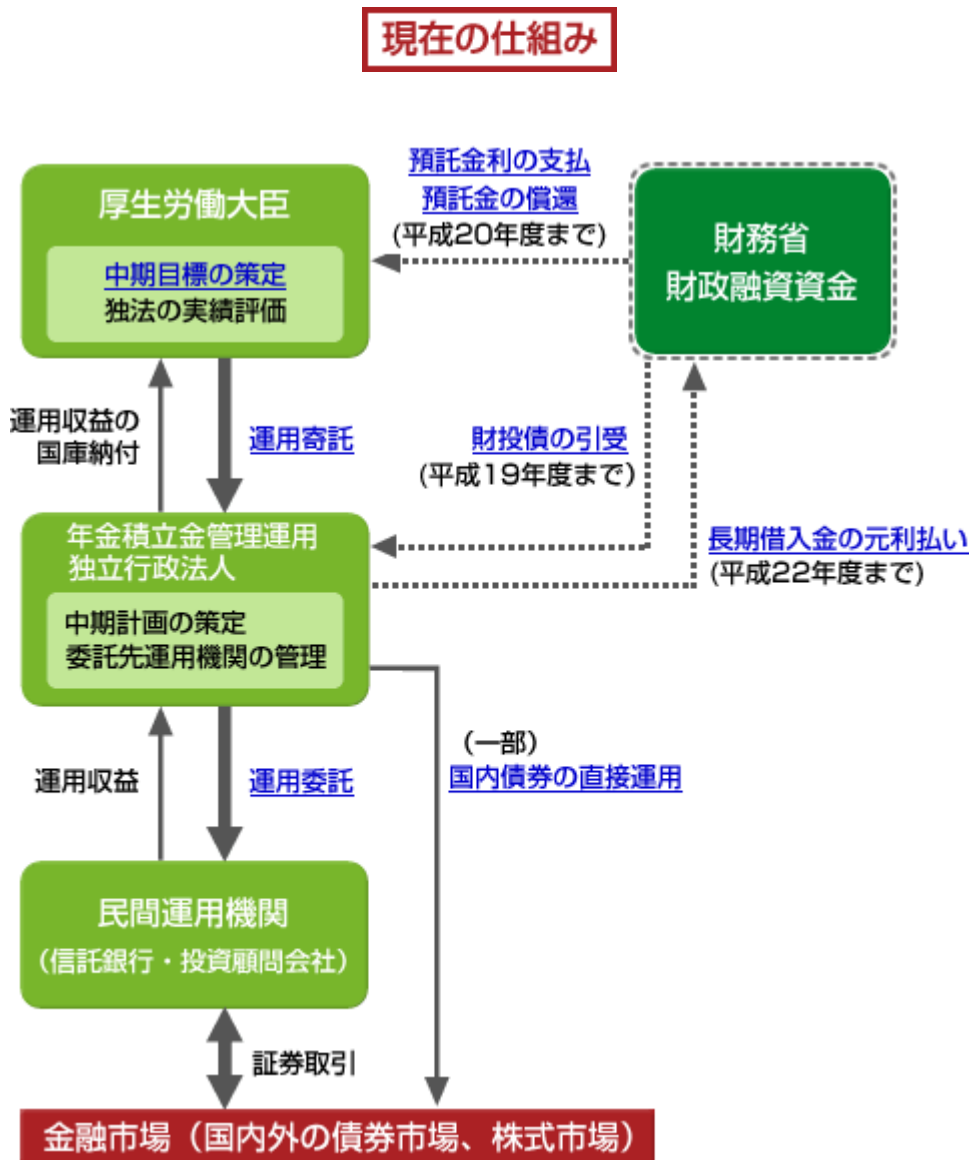 現在の仕組み
厚生労働大臣
中期目標の策定
独法の実績評価
預託金利の支払
預託金の償還
(平成20年度まで)
財務省
財政融資資金
運用収益の
国庫納付
運用寄託
財投債の引受
(平成19年度まで)
年金積立金管理運用
独立行政法人
中期計画の策定
委託先運用機関の管理
長期借入金の元利払い
(平成22年度まで)
運用収益
運用委託
（一部）
国内債券の直接運用
民間運用機関
（信託銀行・投資顧問会社）
証券取引
金融市場（国内外の債券市場、株式市場）